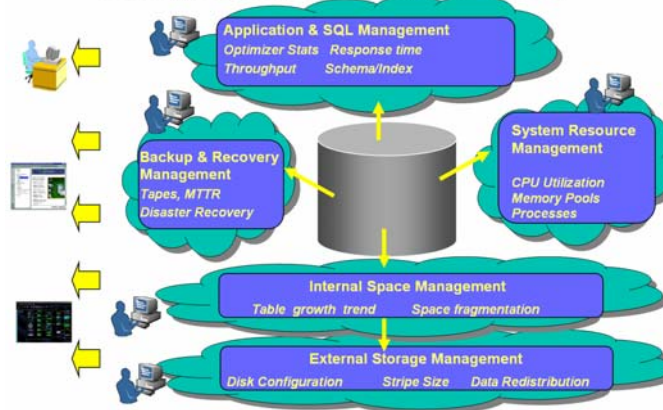 Application & SQL Management
Optimizer Stats Response time
Throughput Schema/Index
Backup & Recovery
Management
Tapes, MTTR
Disaster Recovery
System Resource
Management
CPU Utilization
Memory Pools
Processes
Internal Space Management
Table growth trend Space fragmentation
External Storage Management
Disk Configuration Stripe Size Data Redistribution